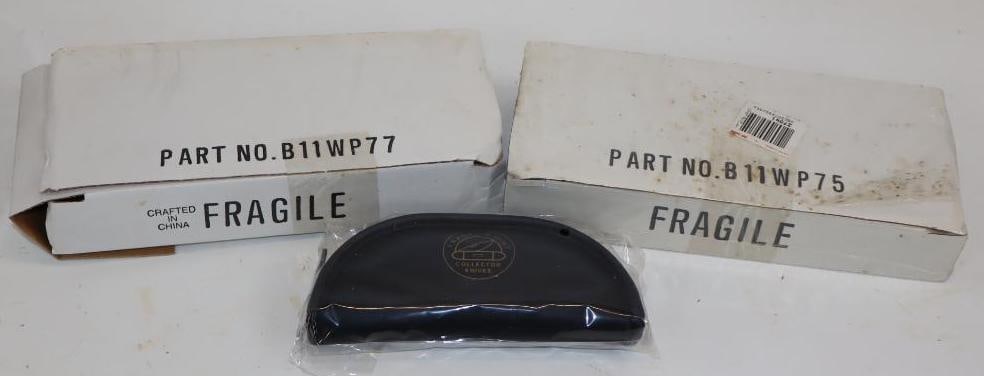 PART NO.B11WP77
CRAFTED
IN
CHINA
FRAGILE
PART NO.B11WP75
FRAGILE
COLLECTOR
KNIVES